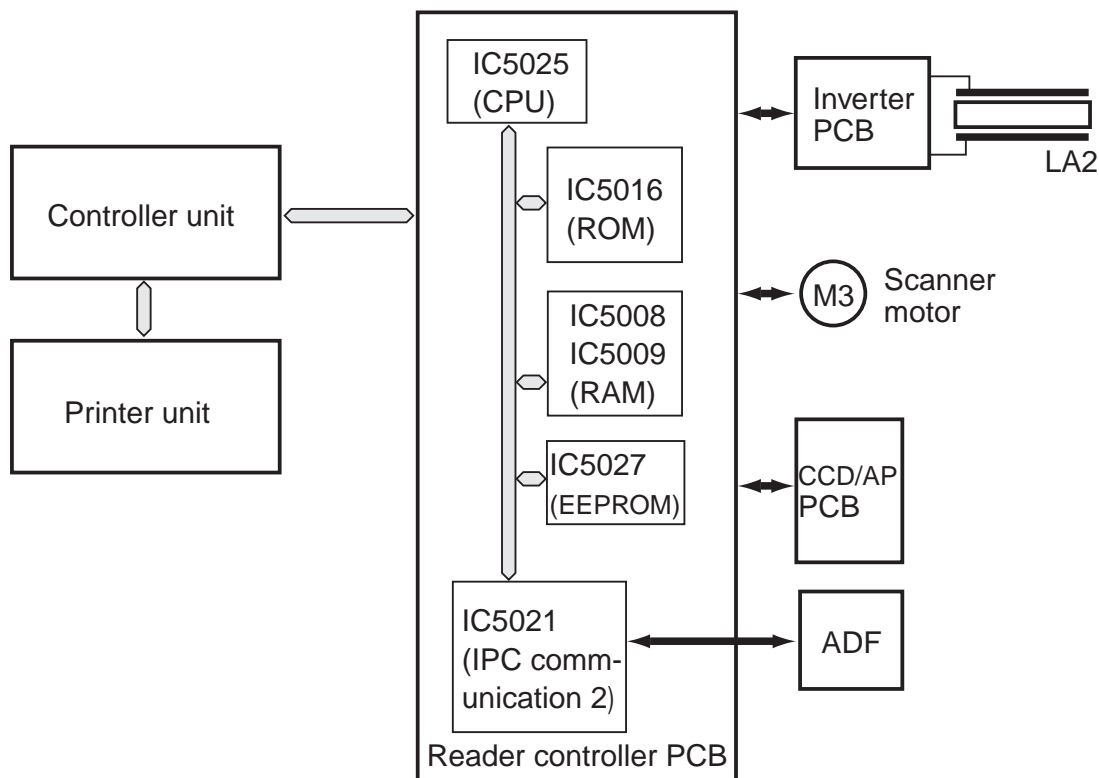 Controller unit
Printer unit
IC5025
(CPU)
IC5016
(ROM)
IC5008
IC5009
(RAM)
IC5027
(EEPROM)
IC5021
(IPC comm-
unication 2)
Reader controller PCB
Inverter
PCB
LA2
M3
Scanner
motor
CCD/AP
PCB
ADF